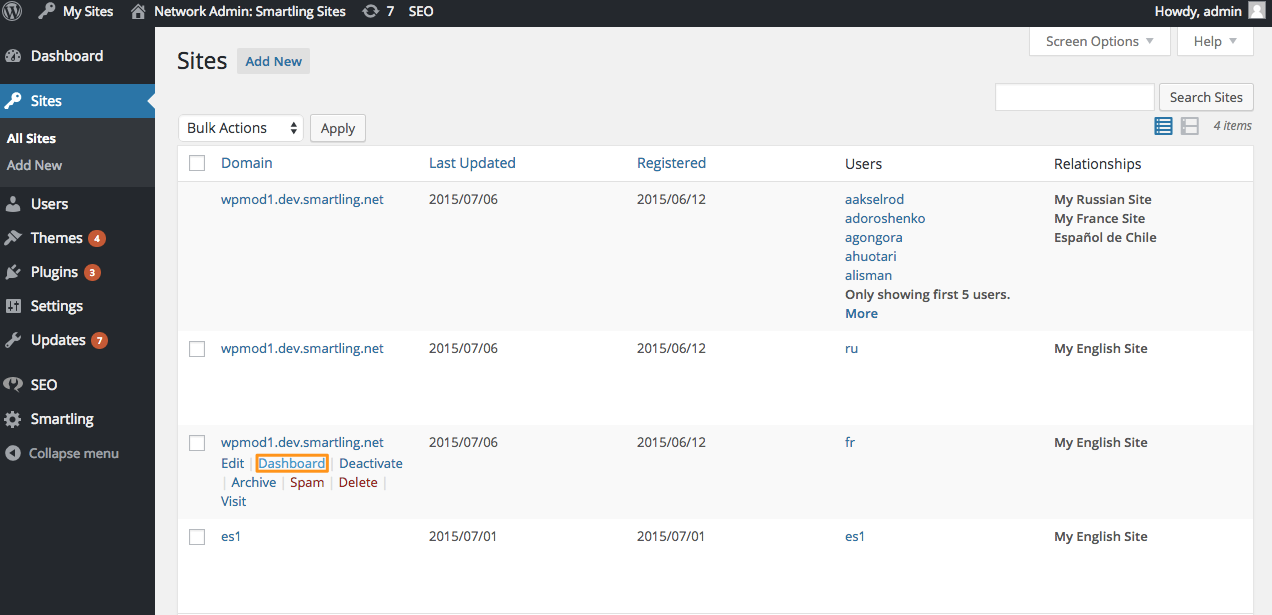 My Sites Network Admin: Smartling Sites 7 SEO Howdy, admin
Screen Options Help
Dashboard
Sites
All Sites
Add New
Users
Themes 4
Plugins 3
Settings
Updates 7
SEO
Smartling
Collapse menu
Sites Add New
Search Sites
Bulk Actions Apply
4 items
Domain Last Updated Registered Users Relationships
wpmod1.dev.smartling.net 2015/07/06 2015/06/12 aakselrod My Russian Site
adoroshenko My France Site
agongora Español de Chile
ahuotari
alisman
Only showing first 5 users.
More
wpmod1.dev.smartling.net 2015/07/06 2015/06/12 ru My English Site
wpmod1.dev.smartling.net 2015/07/06 2015/06/12 fr My English Site
Edit | Dashboard | Deactivate
| Archive | Spam | Delete |
Visit
es1 2015/07/01 2015/07/01 es1 My English Site